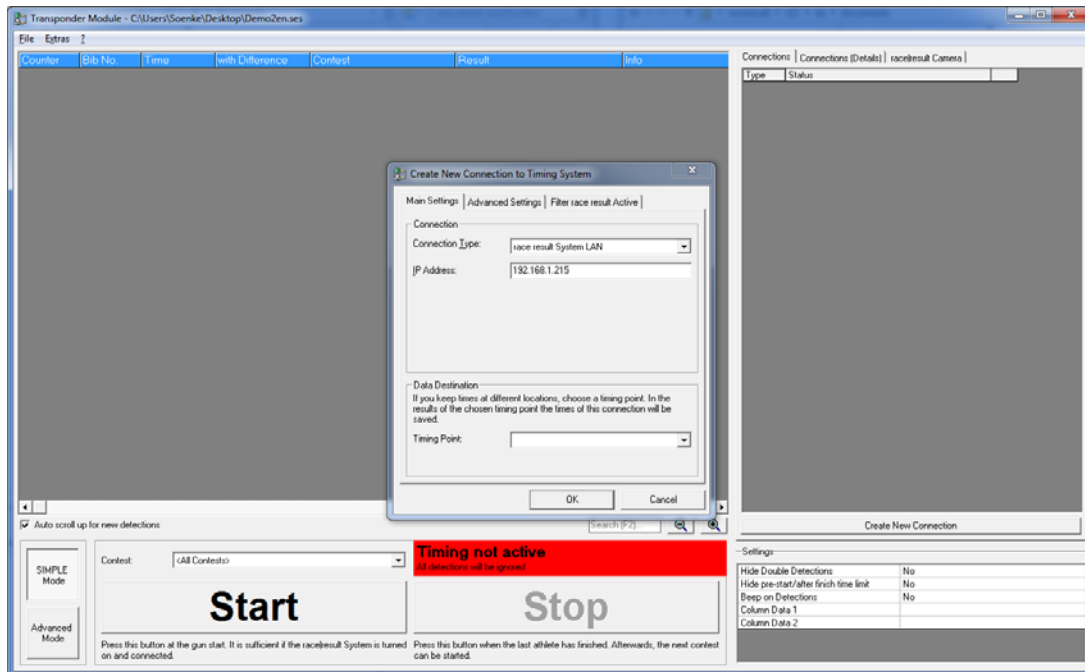 Transponder Module - C:\Users\Soenke\Desktop\Demo2en.ses
File Extras ?
Counter Bib No. Time with Difference Contest Result Info
Connections Connections (Details) race|result Camera
Type Status
Create New Connection to Timing System
Main Settings Advanced Settings Filter race result Active
Connection
Connection Type: race result System LAN
IP Address: 192.168.1.215
Data Destination
If you keep times at different locations, choose a timing point. In the
results of the chosen timing point the times of this connection will be
saved.
Timing Point:
OK Cancel
Auto scroll up for new detections
Search [F2]
Create New Connection
SIMPLE
Mode
Advanced
Mode
Contest: <All Contests>
Timing not active
All detections will be ignored
Start
Stop
Press this button at the gun start. It is sufficient if the race|result System is turned
on and connected.
Press this button when the last athlete has finished. Afterwards, the next contest
can be started.
Settings
Hide Double Detections No
Hide pre-start/after finish time limit No
Beep on Detections No
Column Data 1
Column Data 2